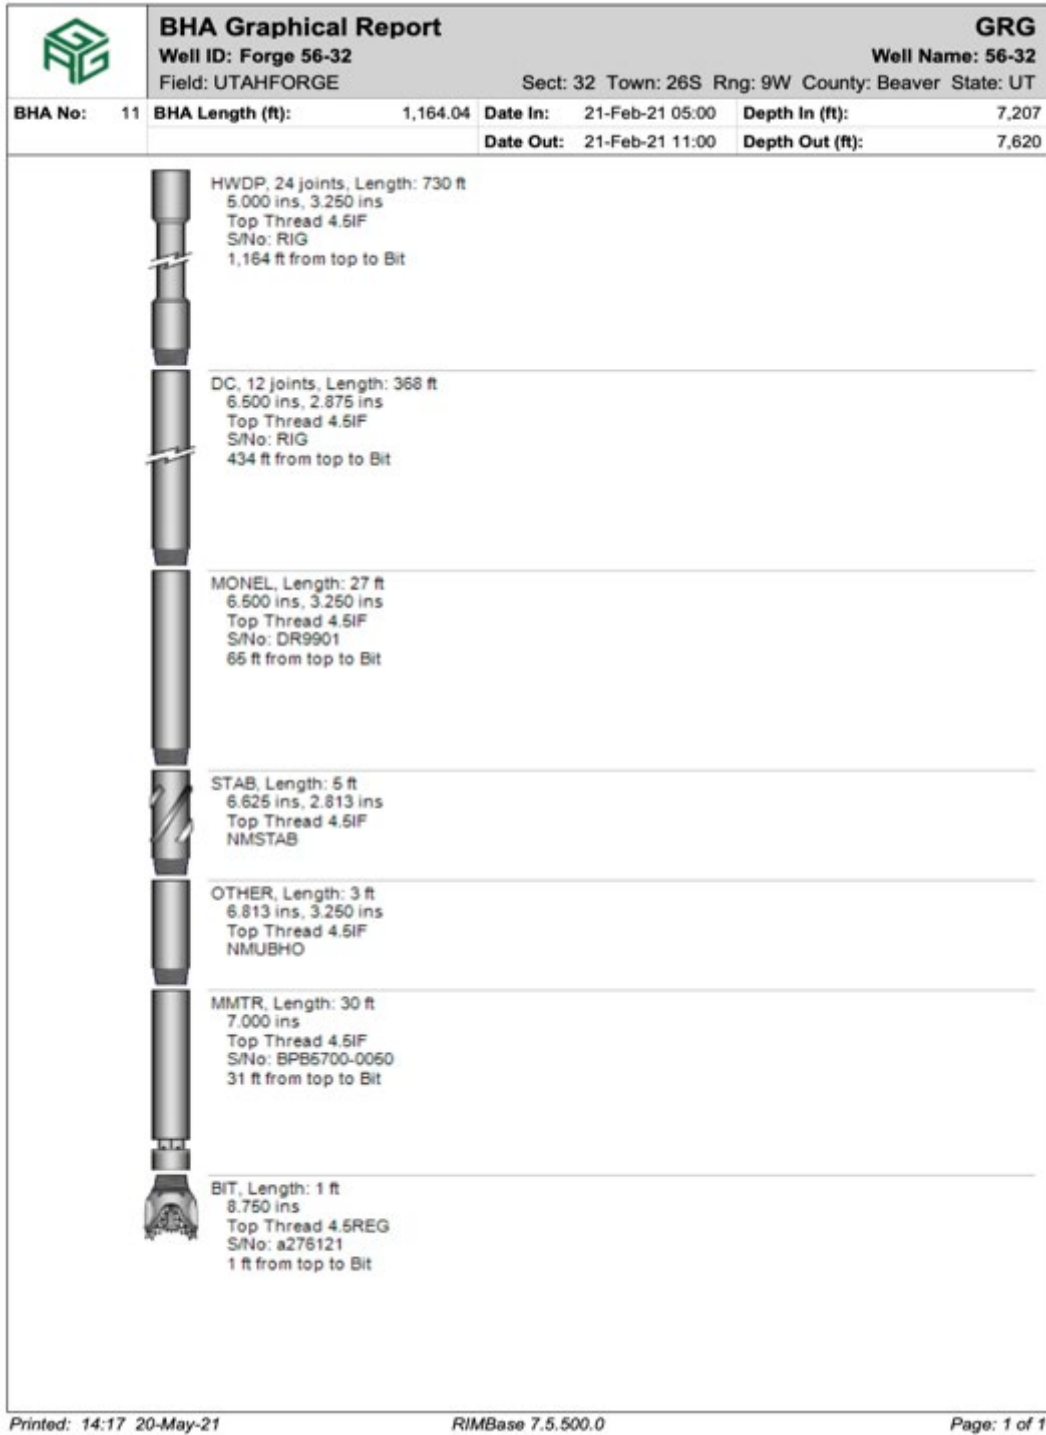 BHA Graphical Report GRG
Well ID: Forge 56-32 Well Name: 56-32
Field: UTAHFORGE Sect: 32 Town: 26S Rng: 9W County: Beaver State: UT
BHA No: 11 BHA Length (ft): 1,164.04 Date In: 21-Feb-21 05:00 Depth In (ft): 7,207
Date Out: 21-Feb-21 11:00 Depth Out (ft): 7,620
HWDP, 24 joints, Length: 730 ft
5.000 ins, 3.250 ins
Top Thread 4.5IF
S/No: RIG
1,164 ft from top to Bit
DC, 12 joints, Length: 368 ft
6.500 ins, 2.875 ins
Top Thread 4.5IF
S/No: RIG
434 ft from top to Bit
MONEL, Length: 27 ft
6.500 ins, 3.250 ins
Top Thread 4.5IF
S/No: DR9901
65 ft from top to Bit
STAB, Length: 5 ft
6.625 ins, 2.813 ins
Top Thread 4.5IF
NMSTAB
OTHER, Length: 3 ft
6.813 ins, 3.250 ins
Top Thread 4.5IF
NMUBHO
MMTR, Length: 30 ft
7.000 ins
Top Thread 4.5IF
S/No: BPB6700-0060
31 ft from top to Bit
BIT, Length: 1 ft
8.750 ins
Top Thread 4.5REG
S/No: a276121
1 ft from top to Bit
Printed: 14:17 20-May-21 RIMBase 7.5.500.0 Page: 1 of 1